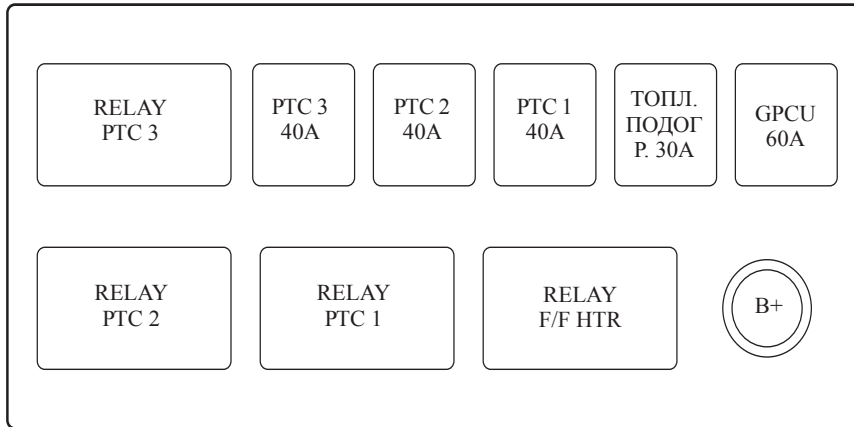 RELAY
PTC 3
PTC 3
40A
PTC 2
40A
PTC 1
40A
ТОПЛ.
ПОДОГ
Р. 30А
GPCU
60A
RELAY
PTC 2
RELAY
PTC 1
RELAY
F/F HTR
B+